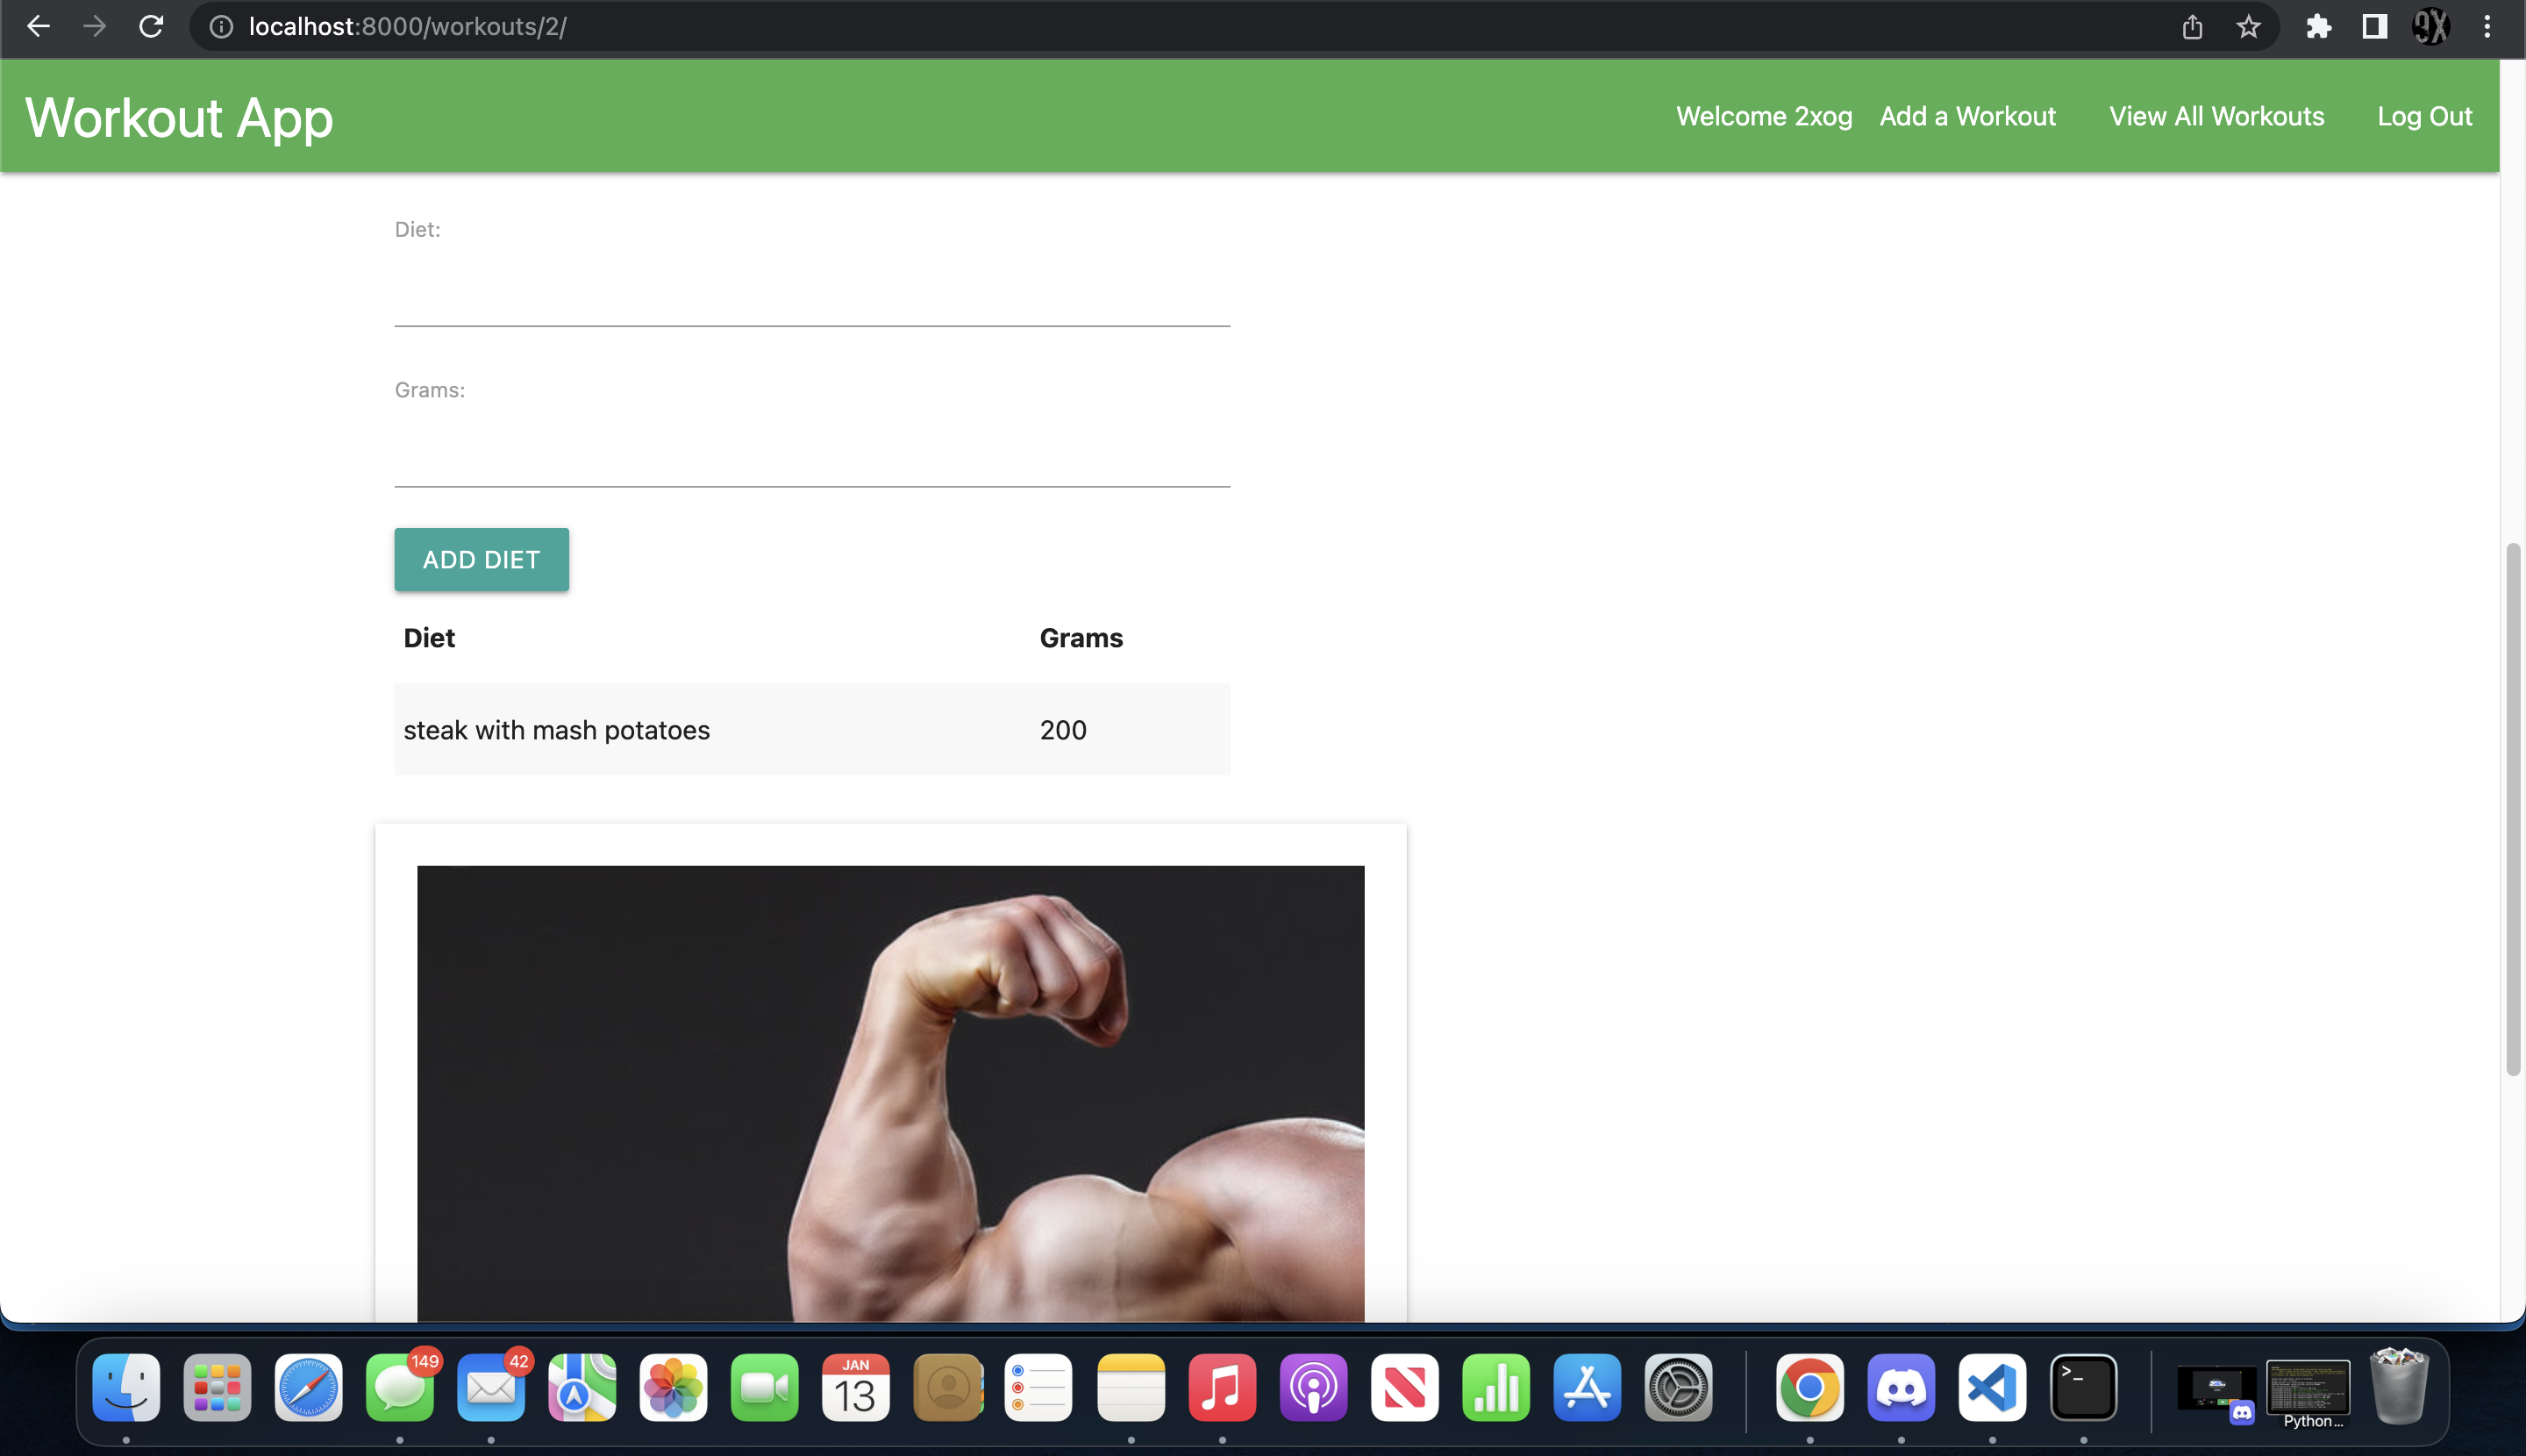 localhost:8000/workouts/2/
9X
Workout App
Welcome 2xog
Add a Workout
View All Workouts
Log Out
Diet:
Grams:
ADD DIET
Diet
Grams
steak with mash potatoes
200
149
42
JAN
13
Python ...